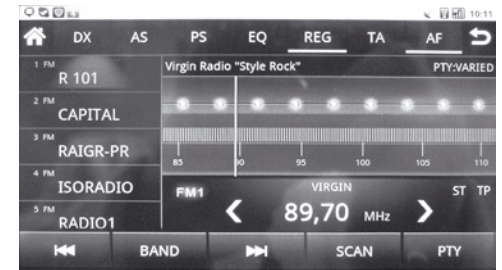 10:11
DX AS PS EQ REG TA AF
1 FM
R 101
2 FM
CAPITAL
3 FM
RAIGR-PR
4 FM
ISORADIO
5 FM
RADIO1
Virgin Radio "Style Rock" PTY:VARIED
85 90 95 100 105 110
FM1 VIRGIN ST TP
89,70 MHz
BAND SCAN PTY